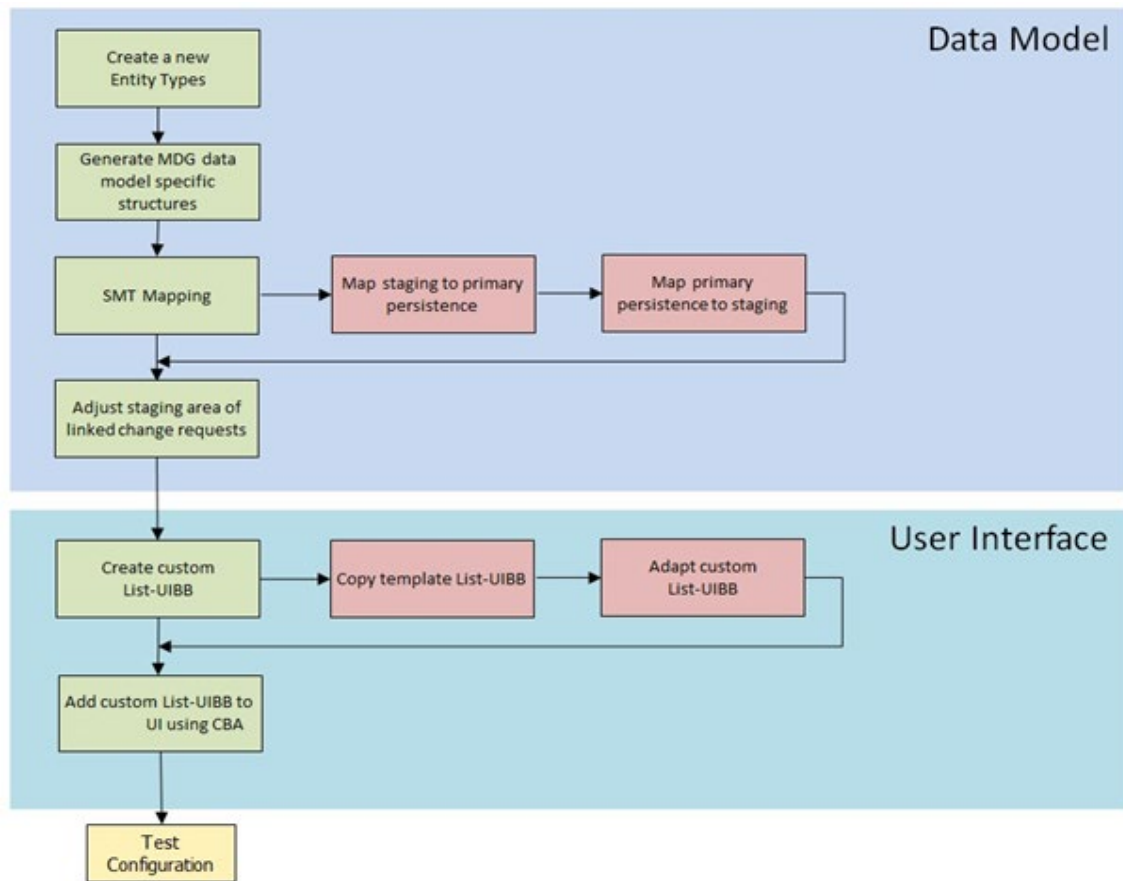 Data Model
Create a new
Entity Types
Generate MDG data
model specific
structures
SMT Mapping
Map staging to primary
persistence
Map primary
persistence to staging
Adjust staging area of
linked change requests
User Interface
Create custom
List-UIBB
Copy template List-UIBB
Adapt custom
List-UIBB
Add custom List-UIBB to
UI using CBA
Test
Configuration